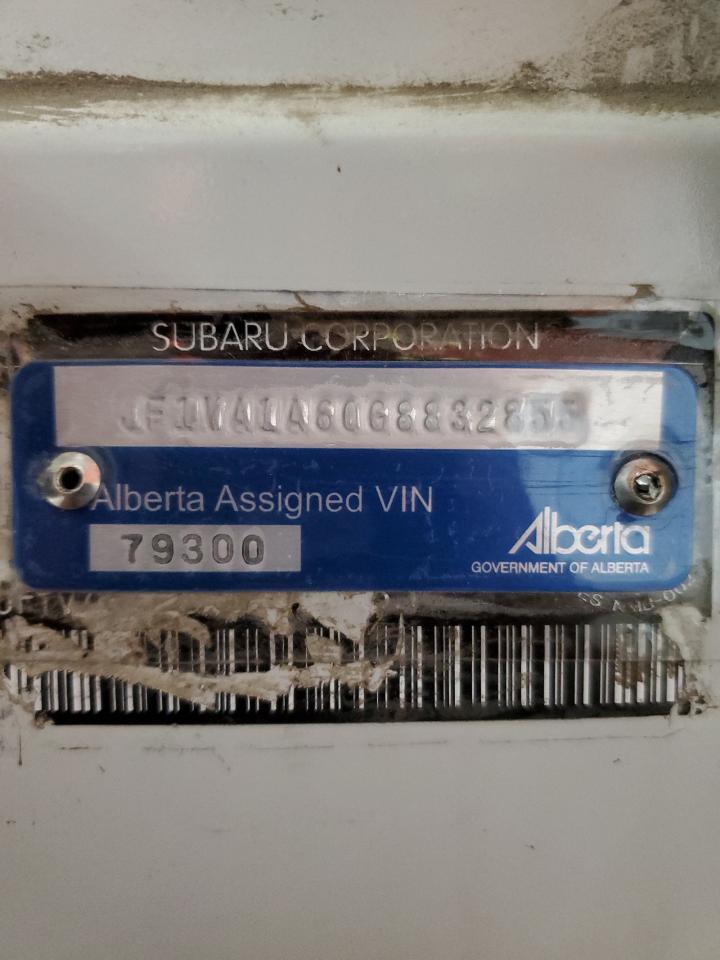 SUBARU CORPORATION
JF1VA1A60G8832855
Alberta Assigned VIN
79300
Alberta
GOVERNMENT OF ALBERTA